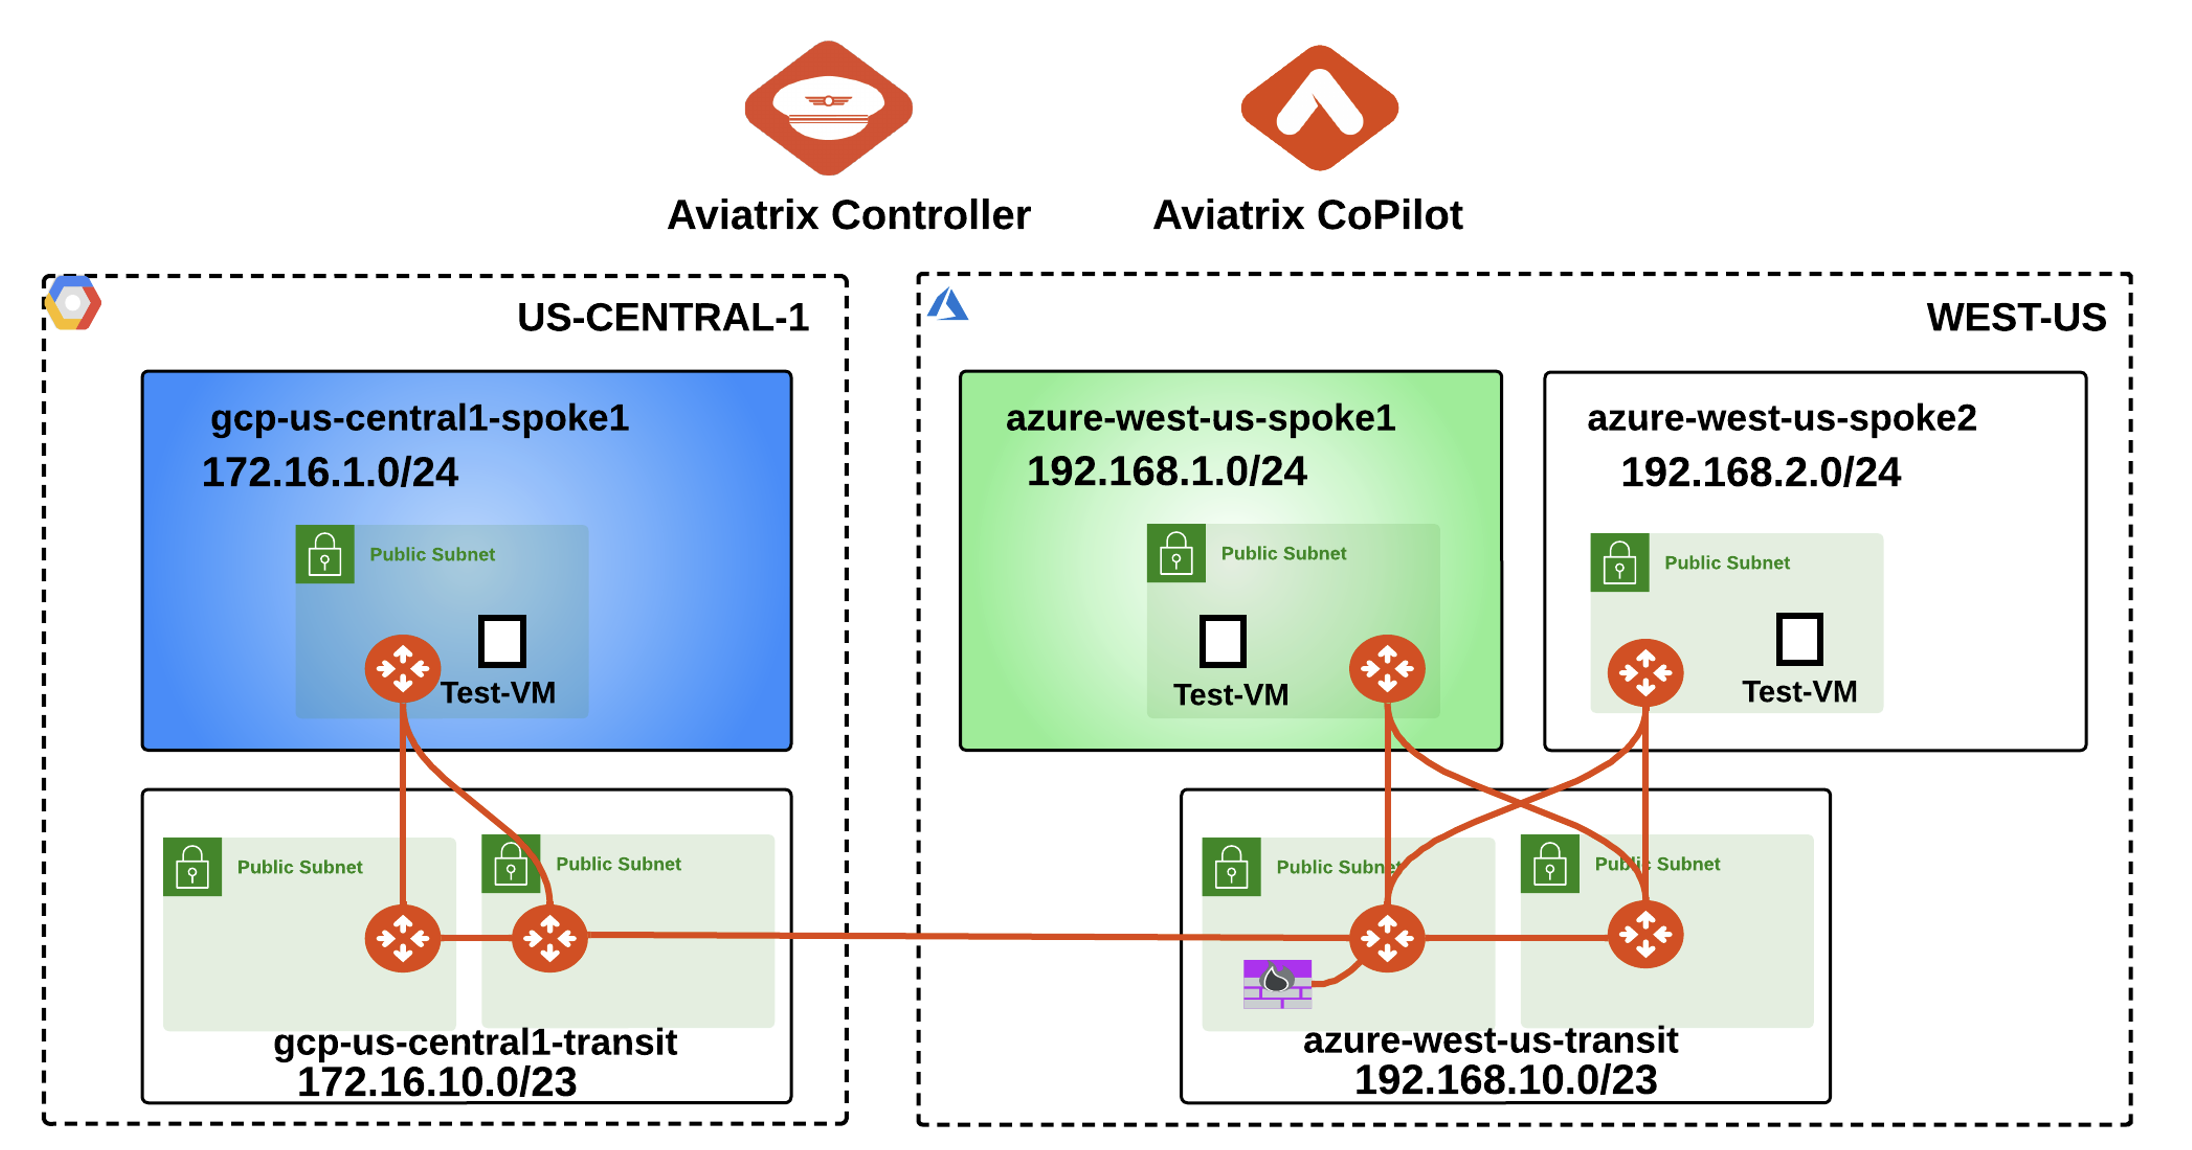 Aviatrix Controller
Aviatrix CoPilot
US-CENTRAL-1
gcp-us-central1-spoke1
172.16.1.0/24
Public Subnet
Test-VM
Public Subnet
Public Subnet
gcp-us-central1-transit
172.16.10.0/23
WEST-US
azure-west-us-spoke1
192.168.1.0/24
Public Subnet
Test-VM
azure-west-us-spoke2
192.168.2.0/24
Public Subnet
Test-VM
Public Subnet
Public Subnet
azure-west-us-transit
192.168.10.0/23